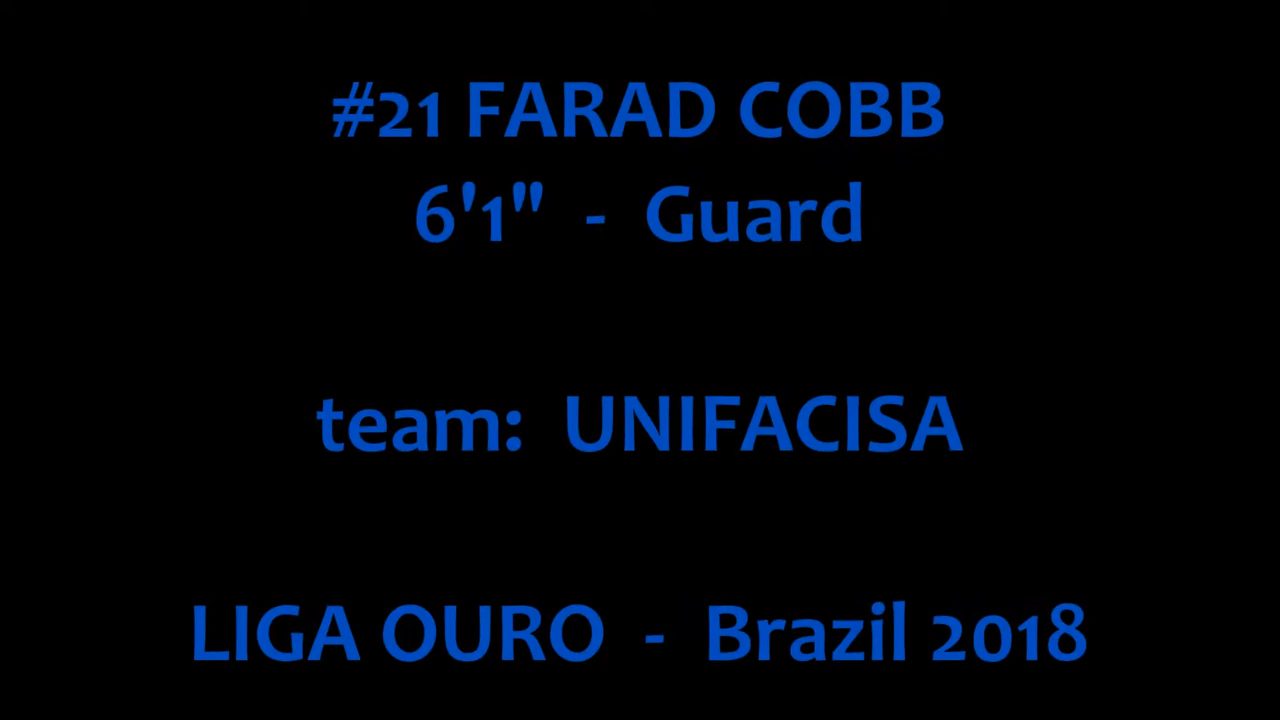 #21 FARAD COBB
6'1" - Guard
team: UNIFACISA
LIGA OURO - Brazil 2018